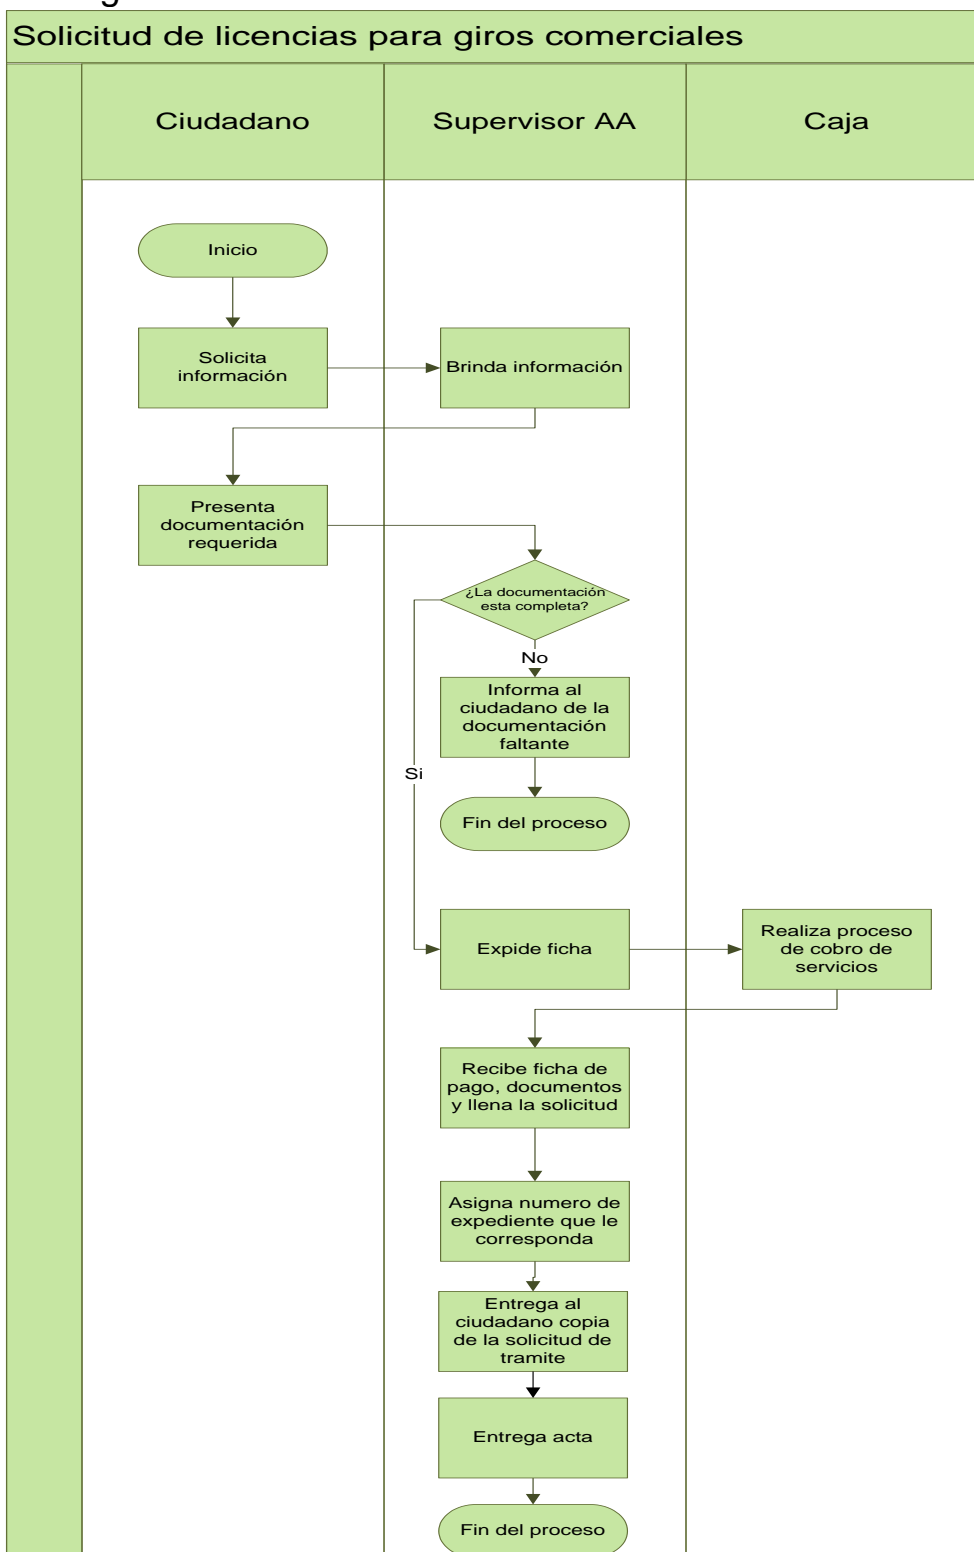 Solicitud de licencias para giros comerciales
Ciudadano
Supervisor AA
Caja
Inicio
Solicita
información
Brinda información
Presenta
documentación
requerida
¿La documentación
esta completa?
No
Informa al
ciudadano de la
documentación
faltante
Si
Fin del proceso
Expide ficha
Realiza proceso
de cobro de
servicios
Recibe ficha de
pago, documentos
y llena la solicitud
Asigna numero de
expediente que le
corresponda
Entrega al
ciudadano copia
de la solicitud de
tramite
Entrega acta
Fin del proceso